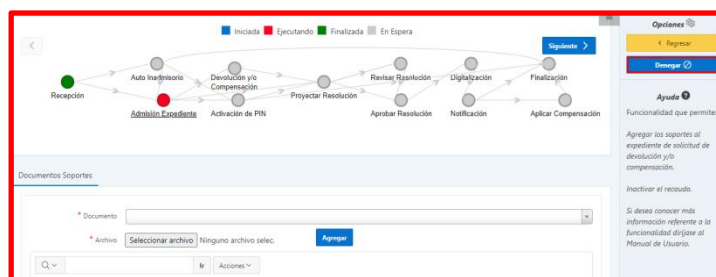 Iniciada Ejecutando Finalizada En Espera
Siguiente
Recepción
Auto Inadmisorio
Devolución y/o
Compensación
Revisar Resolución
Digitalización
Finalización
Proyectar Resolución
Admisión Expediente
Activación de PIN
Aprobar Resolución
Notificación
Aplicar Compensación
Documentos Soportes
* Documento
* Archivo Seleccionar archivo Ninguno archivo selec. Agregar
Ir Acciones
Opciones
Regresar
Denegar
Ayuda
Funcionalidad que permite:
Agregar los soportes al
expediente de solicitud de
devolución y/o
compensación.
Inactivar el recaudo.
Si desea conocer más
información referente a la
funcionalidad diríjase al
Manual de Usuario.